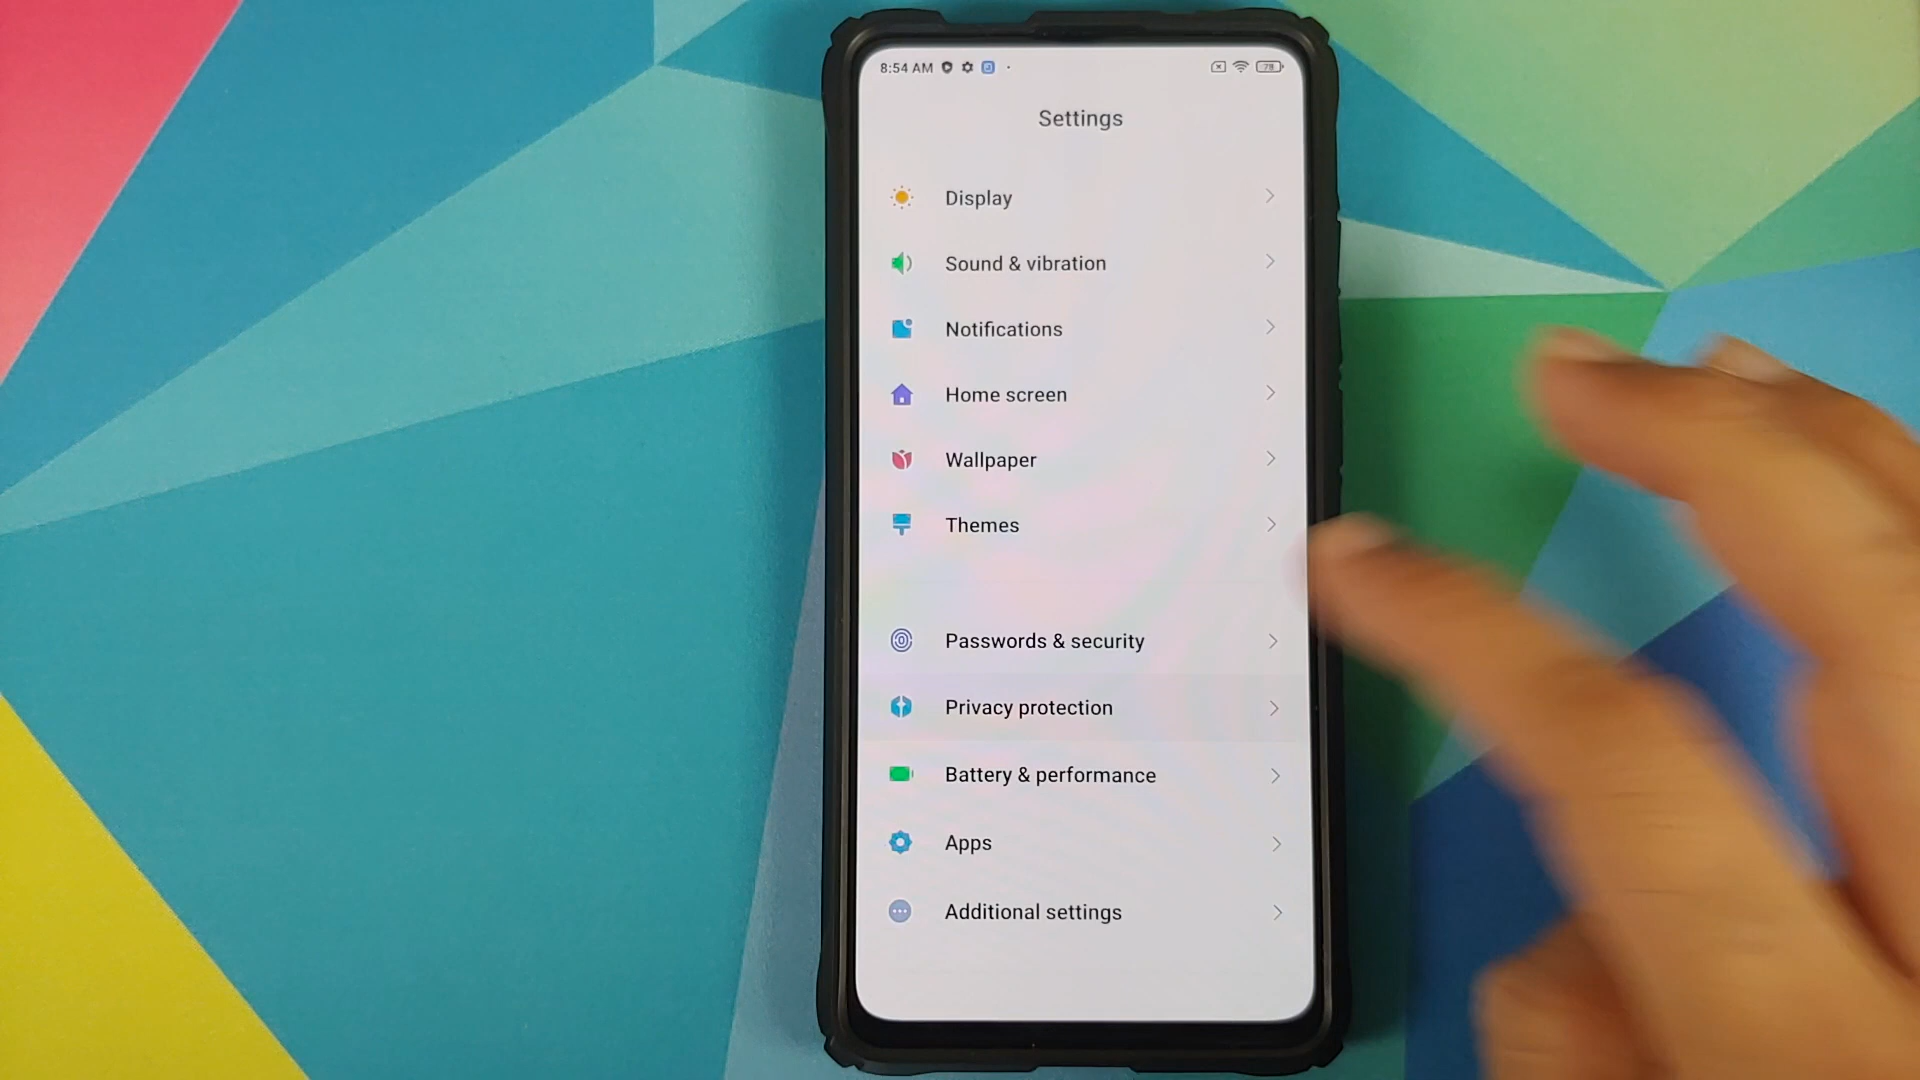 8:54 AM
78
Settings
Display
Sound & vibration
Notifications
Home screen
Wallpaper
Themes
Passwords & security
Privacy protection
Battery & performance
Apps
Additional settings